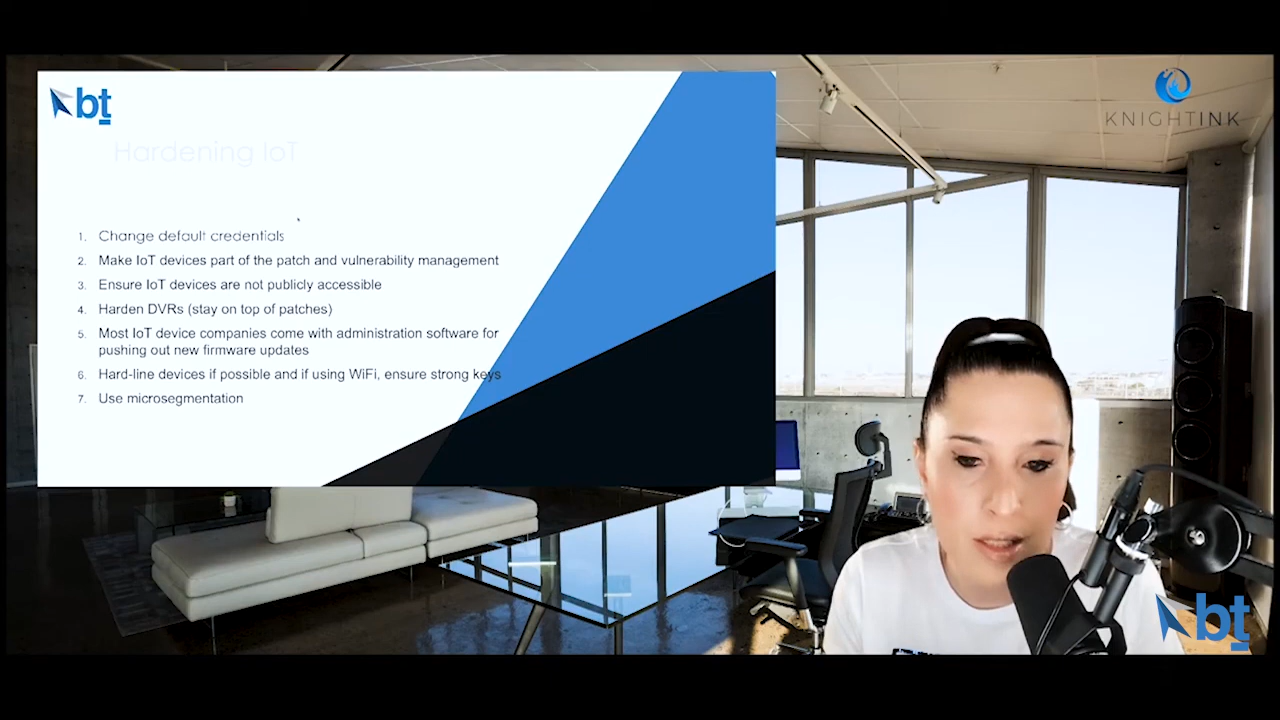 bt
KNIGHTINK
Hardening IoT
1. Change default credentials
2. Make IoT devices part of the patch and vulnerability management
3. Ensure IoT devices are not publicly accessible
4. Harden DVRs (stay on top of patches)
5. Most IoT device companies come with administration software for
pushing out new firmware updates
6. Hard-line devices if possible and if using WiFi, ensure strong keys
7. Use microsegmentation
bt